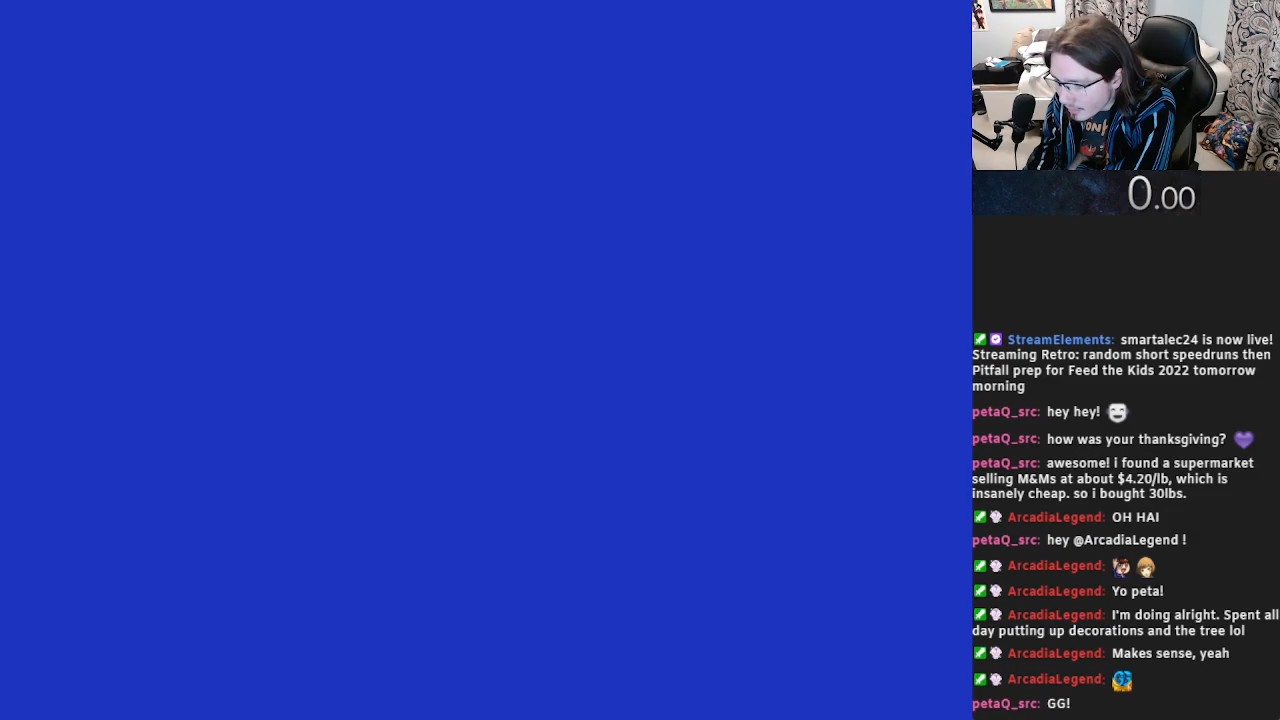 0.00
StreamElements: smartalec24 is now live!
Streaming Retro: random short speedruns then
Pitfall prep for Feed the Kids 2022 tomorrow
morning
petaQ_src: hey hey!
petaQ_src: how was your thanksgiving?
petaQ_src: awesome! i found a supermarket
selling M&Ms at about $4.20/lb, which is
insanely cheap. so i bought 30lbs.
ArcadiaLegend: OH HAI
petaQ_src: hey @ArcadiaLegend !
ArcadiaLegend:
ArcadiaLegend: Yo peta!
ArcadiaLegend: I'm doing alright. Spent all
day putting up decorations and the tree lol
ArcadiaLegend: Makes sense, yeah
ArcadiaLegend: GG
petaQ_src: GG!